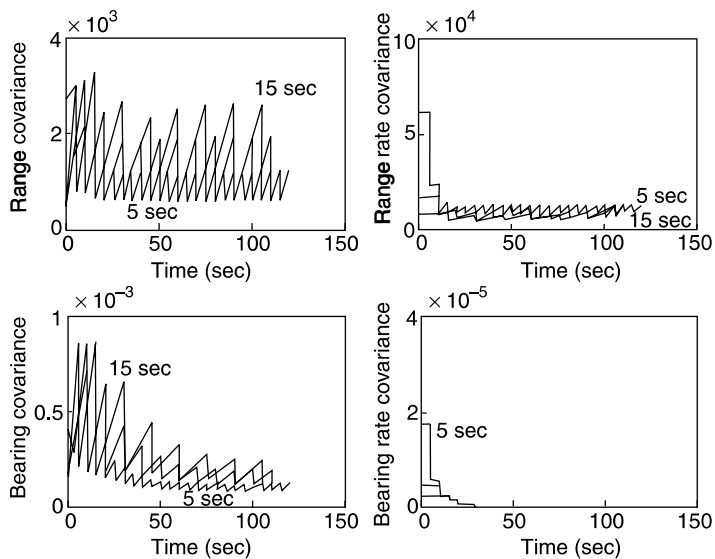 × 10⁻³
4
2
0
Range covariance
15 sec
5 sec
0
50
100
150
Time (sec)
× 10⁴
10
5
0
Range rate covariance
5 sec
15 sec
0
50
100
150
Time (sec)
× 10⁻³
1
0.5
0
Bearing covariance
15 sec
5 sec
0
50
100
150
Time (sec)
× 10⁻⁵
4
2
0
Bearing rate covariance
5 sec
0
50
100
150
Time (sec)